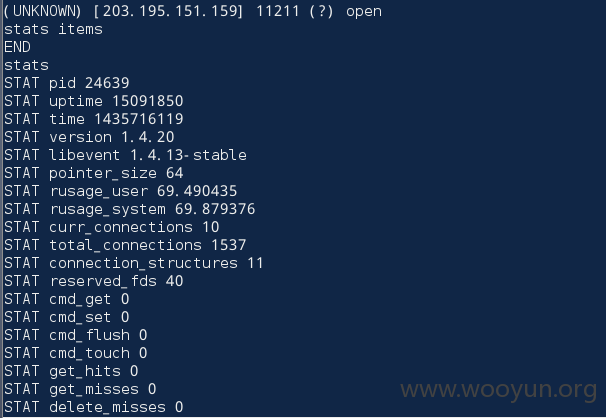 (UNKNOWN) [203.195.151.159] 11211 (?) open
stats items
END
stats
STAT pid 24639
STAT uptime 15091850
STAT time 1435716119
STAT version 1.4.20
STAT libevent 1.4.13-stable
STAT pointer_size 64
STAT rusage_user 69.490435
STAT rusage_system 69.879376
STAT curr_connections 10
STAT total_connections 1537
STAT connection_structures 11
STAT reserved_fds 40
STAT cmd_get 0
STAT cmd_set 0
STAT cmd_flush 0
STAT cmd_touch 0
STAT get_hits 0
STAT get_misses 0
STAT delete_misses 0
www.wooyun.org